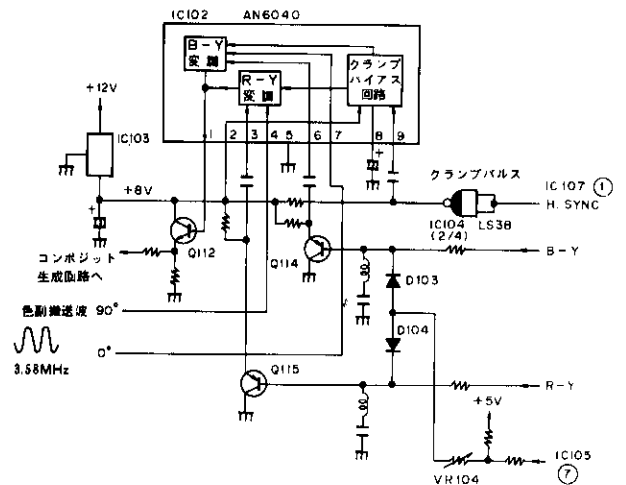 IC102 AN6040
B-Y
変調
R-Y
変調
クランプ
バイアス
回路
+12V
IC103
1 2 3 4 5 6 7 8 9
+
クランプパルス
IC107 ①
H. SYNC
IC104
(2/4)
LS38
+8V
+
Q112
Q114
B-Y
コンポジット
生成回路へ
D103
色副搬送波 90°
D104
0°
3.58MHz
Q115
R-Y
+5V
IC105
⑦
VR104